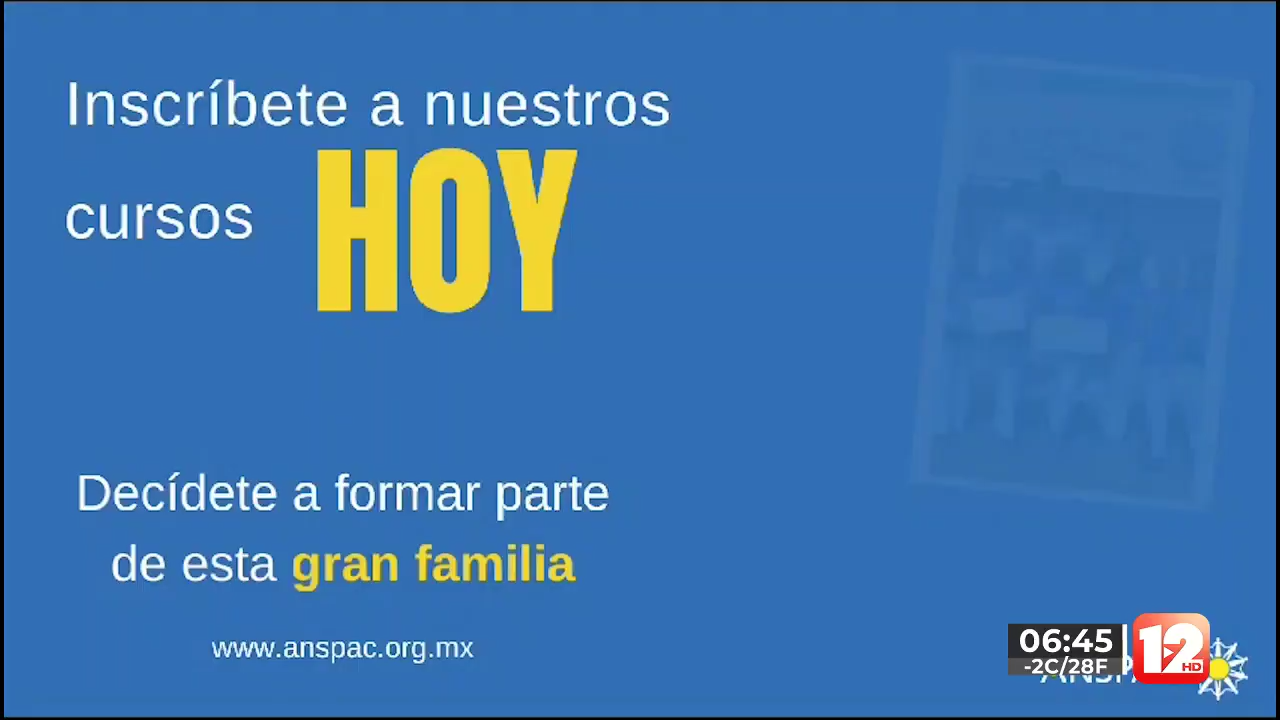 Inscríbete a nuestros
cursos HOY
Decídete a formar parte
de esta gran familia
www.anspac.org.mx
06:45
-2C/28F
12
HD